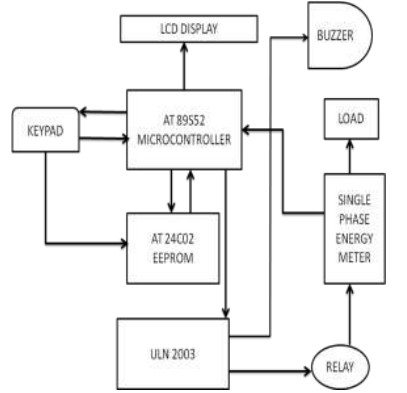 LCD DISPLAY
BUZZER
AT 89S52
MICROCONTROLLER
KEYPAD
LOAD
SINGLE
PHASE
ENERGY
METER
AT 24C02
EEPROM
ULN 2003
RELAY